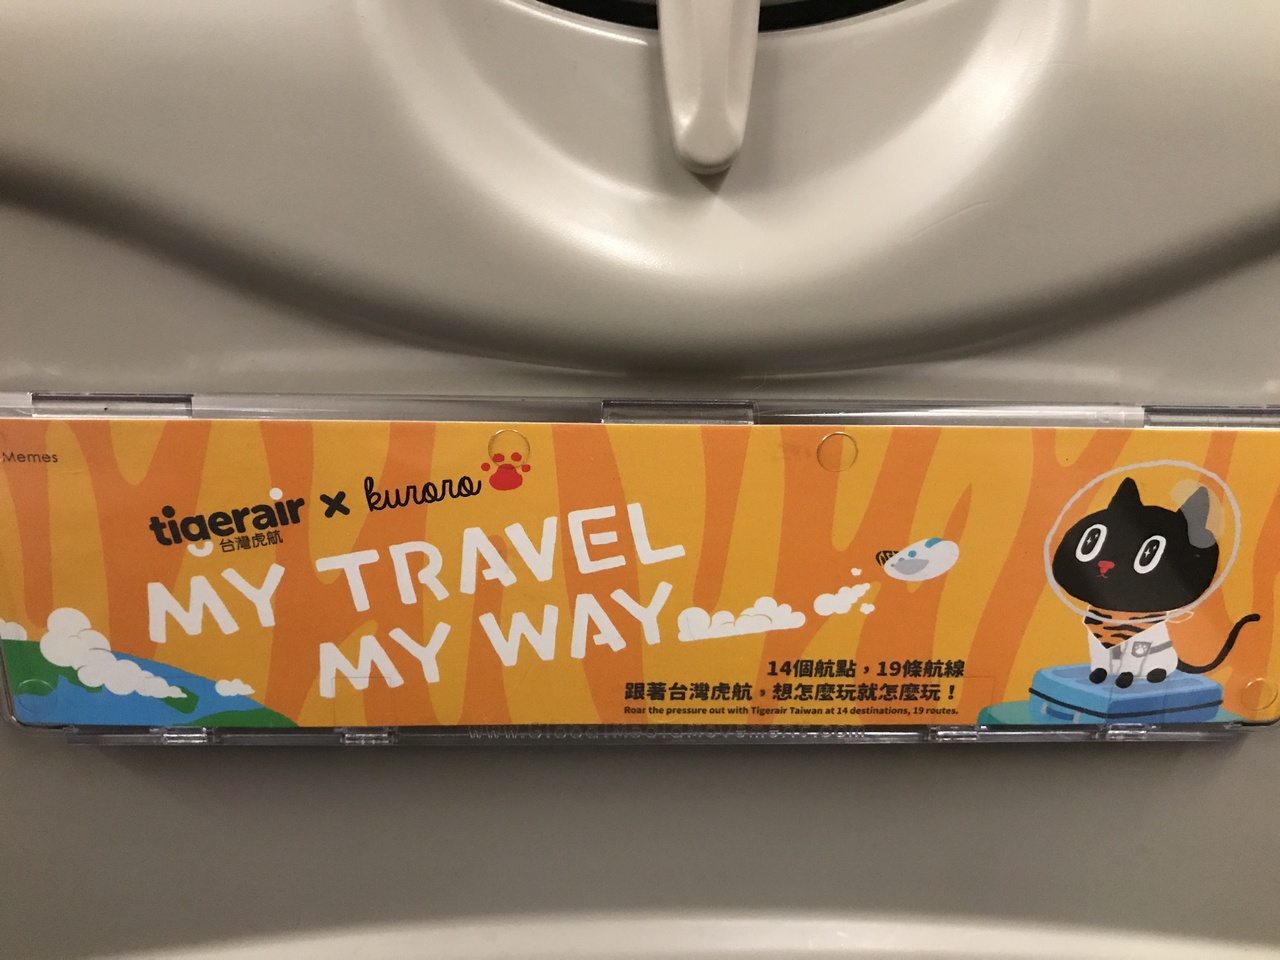 Memes
tigerair × kuroro
台灣虎航
MY TRAVEL
MY WAY
14個航點，19條航線
跟著台灣虎航，想怎麼玩就怎麼玩！
Roar the pressure out with Tigerair Taiwan at 14 destinations, 19 routes.